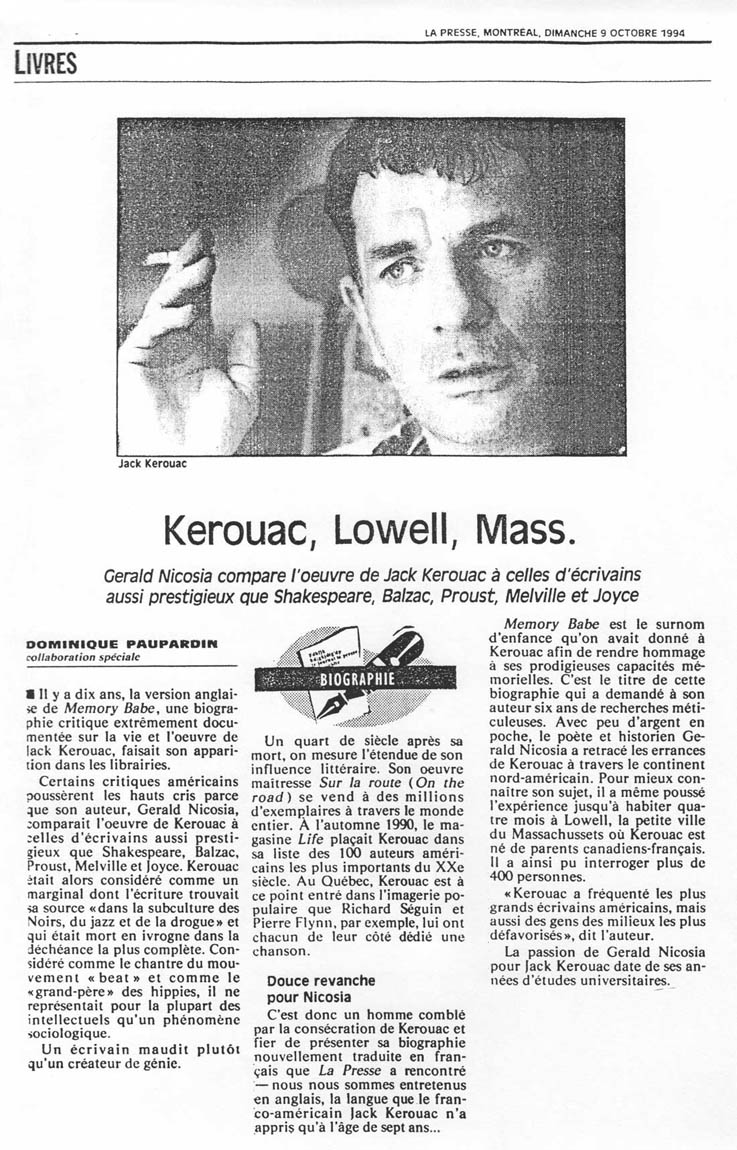 LA PRESSE, MONTRÉAL, DIMANCHE 9 OCTOBRE 1994
LIVRES
Jack Kerouac
Kerouac, Lowell, Mass.
Gerald Nicosia compare l'oeuvre de Jack Kerouac à celles d'écrivains
aussi prestigieux que Shakespeare, Balzac, Proust, Melville et Joyce
DOMINIQUE PAUPARDIN
collaboration spéciale
■ Il y a dix ans, la version anglai-
se de Memory Babe, une biogra-
phie critique extrêmement docu-
mentée sur la vie et l'oeuvre de
Jack Kerouac, faisait son appari-
tion dans les librairies.
Certains critiques américains
poussèrent les hauts cris parce
que son auteur, Gerald Nicosia,
comparait l'oeuvre de Kerouac à
celles d'écrivains aussi presti-
gieux que Shakespeare, Balzac,
Proust, Melville et Joyce. Kerouac
était alors considéré comme un
marginal dont l'écriture trouvait
sa source «dans la subculture des
Noirs, du jazz et de la drogue» et
qui était mort en ivrogne dans la
déchéance la plus complète. Con-
sidéré comme le chantre du mou-
vement «beat» et comme le
«grand-père» des hippies, il ne
représentait pour la plupart des
intellectuels qu'un phénomène
sociologique.
Un écrivain maudit plutôt
qu'un créateur de génie.
BIOGRAPHIE
Un quart de siècle après sa
mort, on mesure l'étendue de son
influence littéraire. Son oeuvre
maîtresse Sur la route (On the
road) se vend à des millions
d'exemplaires à travers le monde
entier. À l'automne 1990, le ma-
gasine Life plaçait Kerouac dans
sa liste des 100 auteurs améri-
cains les plus importants du XXe
siècle. Au Québec, Kerouac est à
ce point entré dans l'imagerie po-
pulaire que Richard Séguin et
Pierre Flynn, par exemple, lui ont
chacun de leur côté dédié une
chanson.
Douce revanche
pour Nicosia
C'est donc un homme comblé
par la consécration de Kerouac et
fier de présenter sa biographie
nouvellement traduite en fran-
çais que La Presse a rencontré
— nous nous sommes entretenus
en anglais, la langue que le fran-
co-américain Jack Kerouac n'a
appris qu'à l'âge de sept ans...
Memory Babe est le surnom
d'enfance qu'on avait donné à
Kerouac afin de rendre hommage
à ses prodigieuses capacités mé-
morielles. C'est le titre de cette
biographie qui a demandé à son
auteur six ans de recherches méti-
culeuses. Avec peu d'argent en
poche, le poète et historien Ge-
rald Nicosia a retracé les errances
de Kerouac à travers le continent
nord-américain. Pour mieux con-
naître son sujet, il a même poussé
l'expérience jusqu'à habiter qua-
tre mois à Lowell, la petite ville
du Massachussets où Kerouac est
né de parents canadiens-français.
Il a ainsi pu interroger plus de
400 personnes.
«Kerouac a fréquenté les plus
grands écrivains américains, mais
aussi des gens des milieux les plus
défavorisés», dit l'auteur.
La passion de Gerald Nicosia
pour Jack Kerouac date de ses an-
nées d'études universitaires.